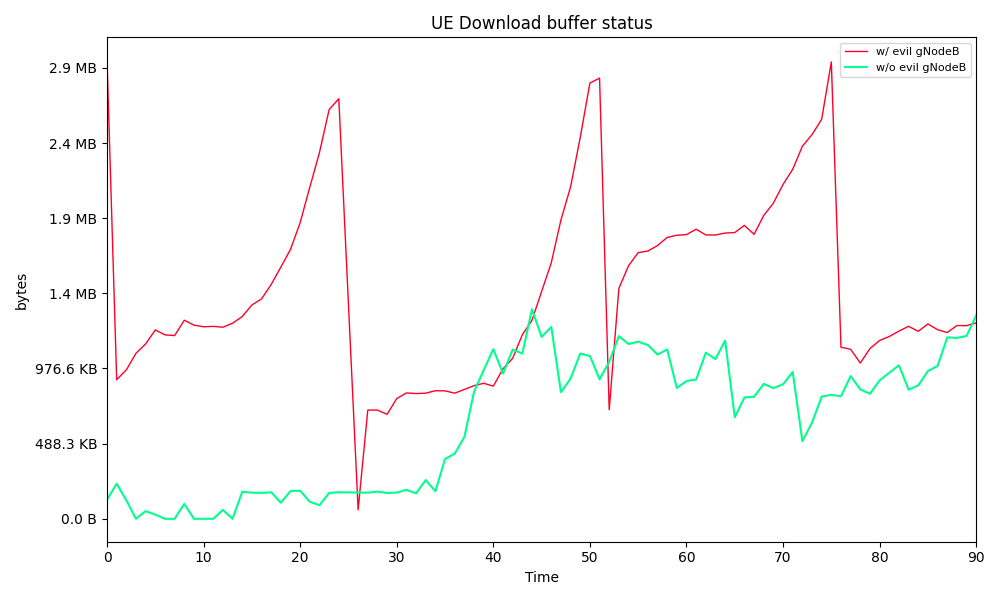 UE Download buffer status
w/ evil gNodeB
w/o evil gNodeB
2.9 MB
2.4 MB
1.9 MB
1.4 MB
976.6 KB
488.3 KB
0.0 B
bytes
0 10 20 30 40 50 60 70 80 90
Time